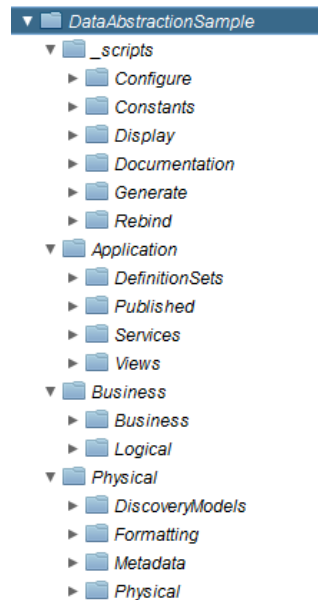 DataAbstractionSample
_scripts
Configure
Constants
Display
Documentation
Generate
Rebind
Application
DefinitionSets
Published
Services
Views
Business
Business
Logical
Physical
DiscoveryModels
Formatting
Metadata
Physical